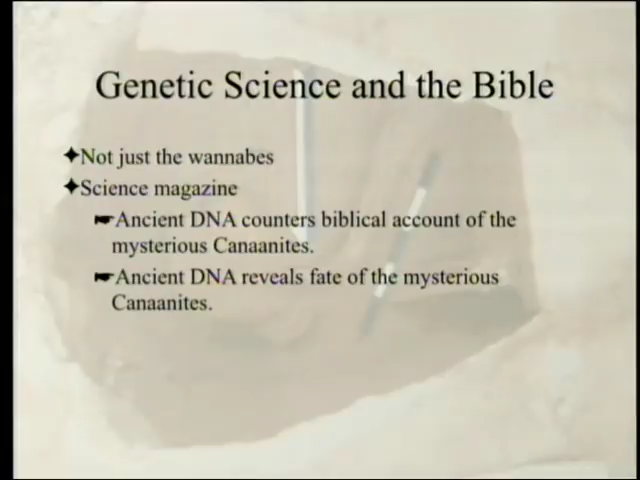 Genetic Science and the Bible
✦Not just the wannabes
✦Science magazine
☛Ancient DNA counters biblical account of the
mysterious Canaanites.
☛Ancient DNA reveals fate of the mysterious
Canaanites.